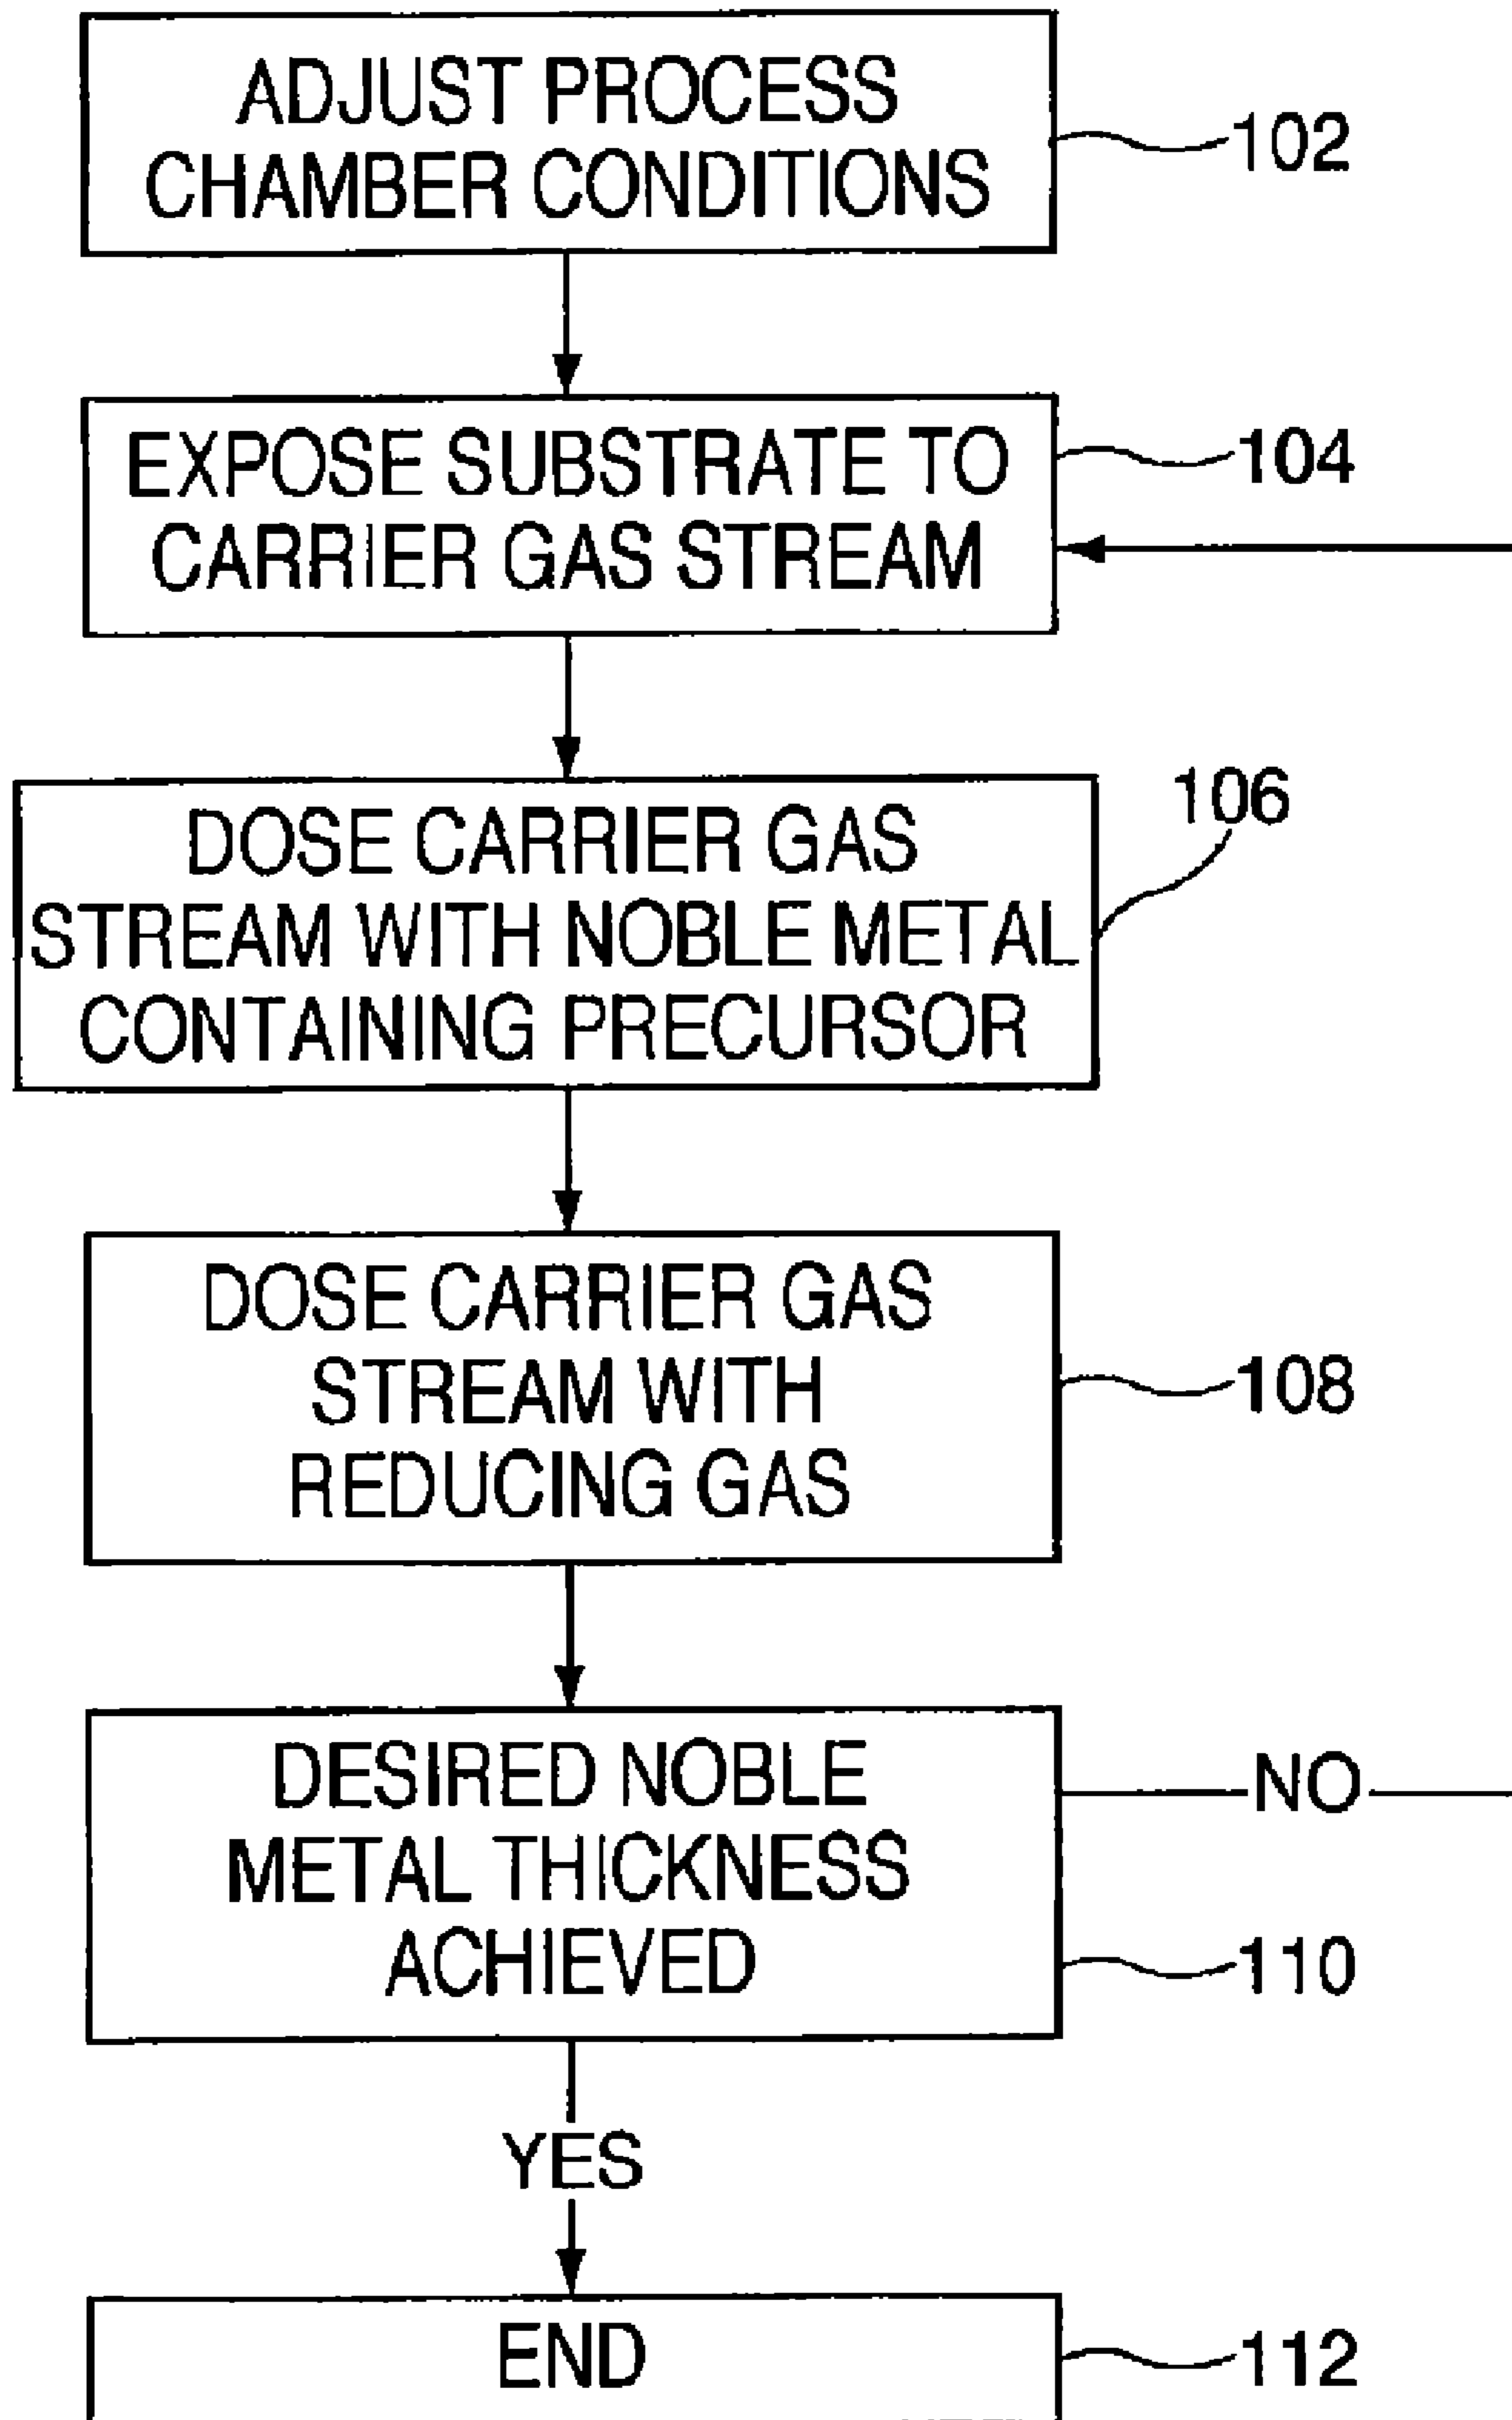 ADJUST PROCESS
CHAMBER CONDITIONS
102
EXPOSE SUBSTRATE TO
CARRIER GAS STREAM
104
DOSE CARRIER GAS
STREAM WITH NOBLE METAL
CONTAINING PRECURSOR
106
DOSE CARRIER GAS
STREAM WITH
REDUCING GAS
108
DESIRED NOBLE
METAL THICKNESS
ACHIEVED
NO
110
YES
END
112